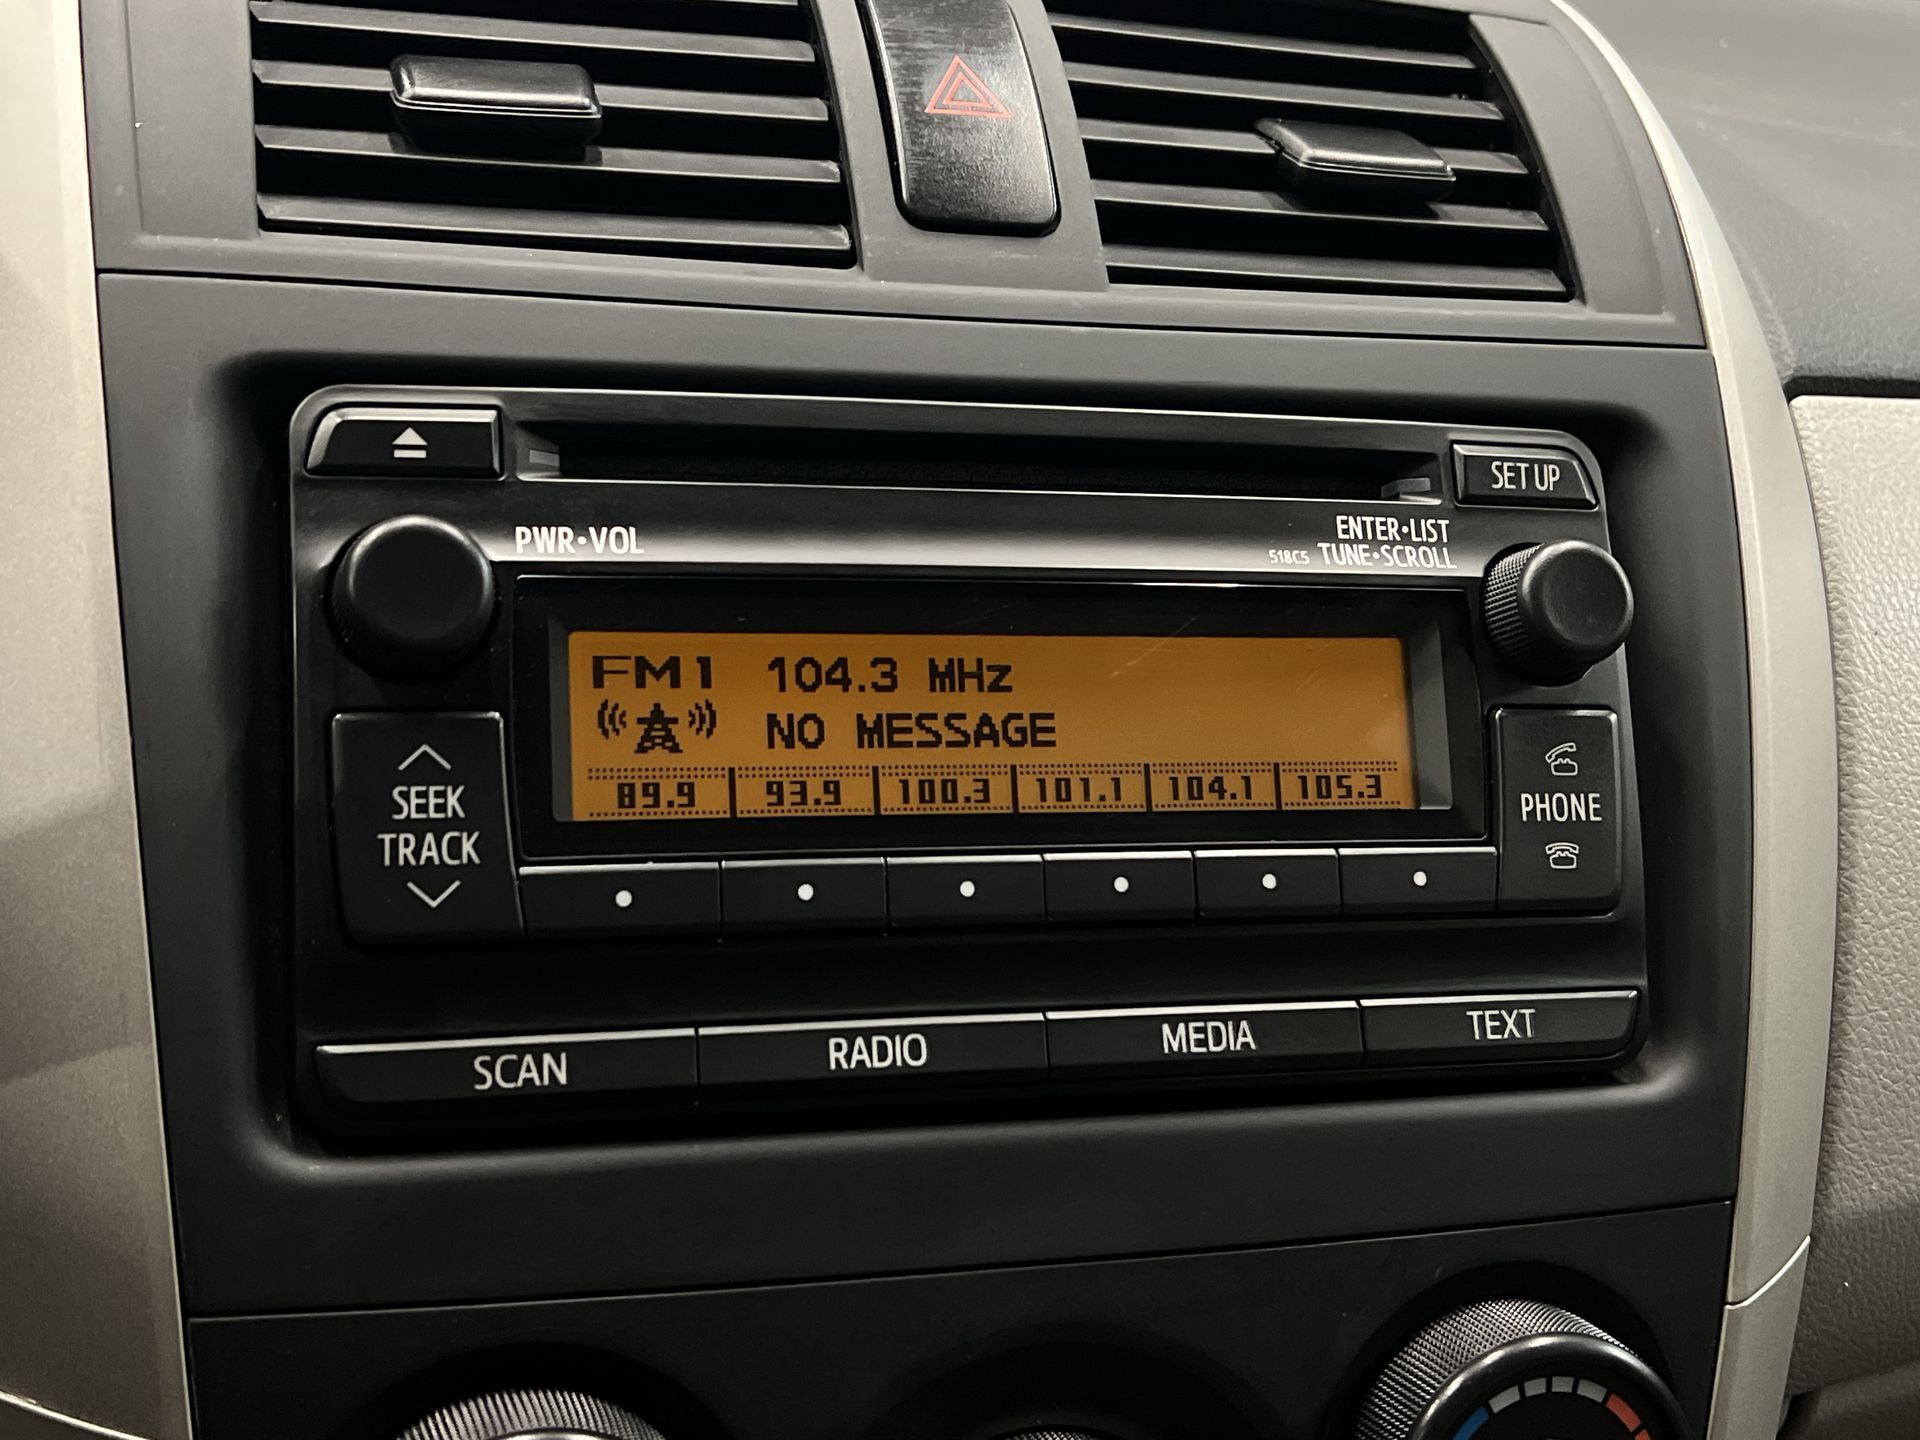 SET UP
PWR•VOL
ENTER•LIST
518C5 TUNE•SCROLL
FM1 104.3 MHz
NO MESSAGE
89.9 93.9 100.3 101.1 104.1 105.3
SEEK
TRACK
PHONE
SCAN RADIO MEDIA TEXT